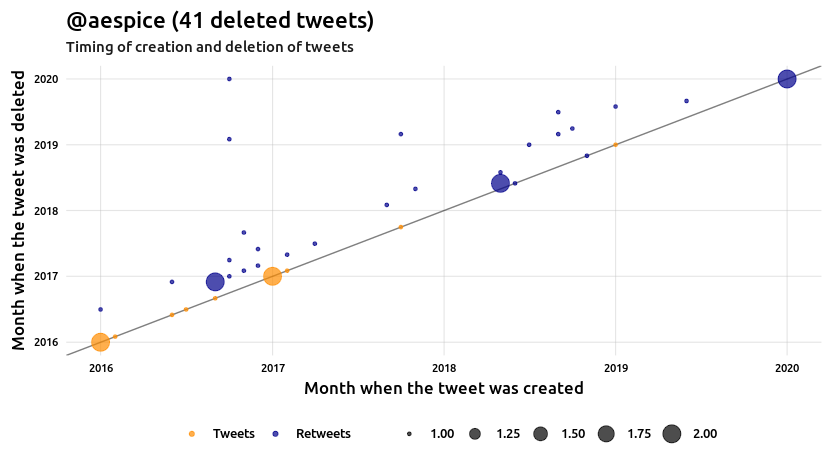 @aespice (41 deleted tweets)
Timing of creation and deletion of tweets
Month when the tweet was deleted
2020
2019
2018
2017
2016
2016 2017 2018 2019 2020
Month when the tweet was created
Tweets Retweets 1.00 1.25 1.50 1.75 2.00